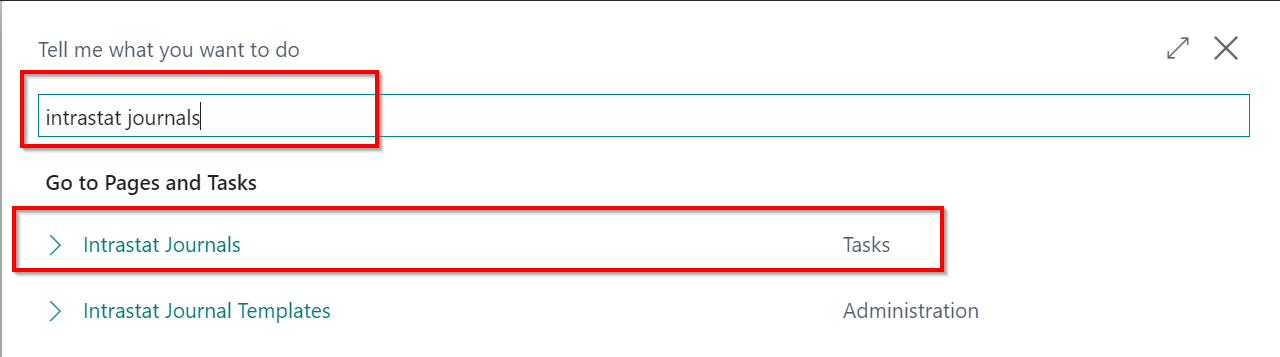 Tell me what you want to do
intrastat journals
Go to Pages and Tasks
Intrastat Journals Tasks
Intrastat Journal Templates Administration